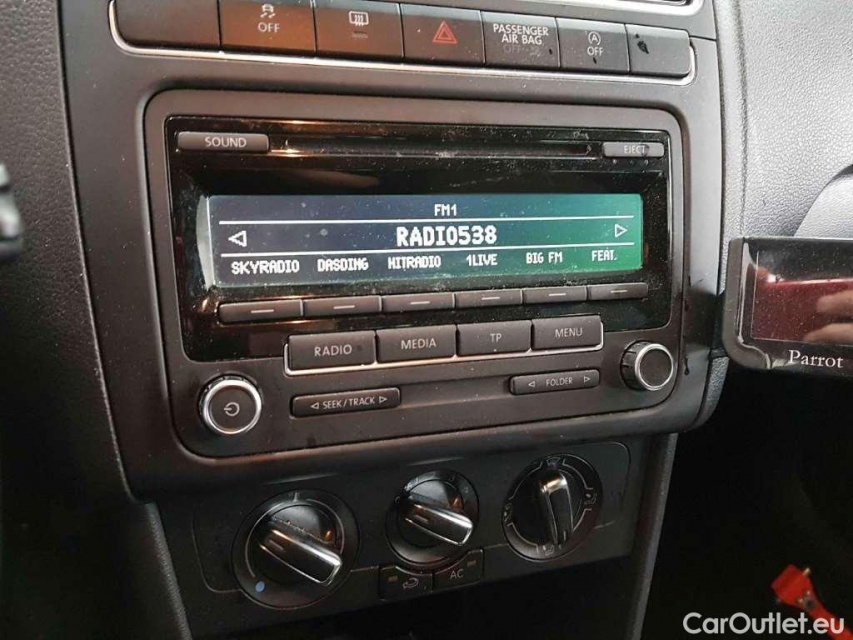 OFF
PASSENGER
AIR BAG
OFF
A
OFF
SOUND
EJECT
FM1
RADIO538
SKYRADIO DASDING HITRADIO 1LIVE BIG FM FEAT.
RADIO MEDIA TP MENU
SEEK/TRACK FOLDER
Parrot
AC
CarOutlet.eu